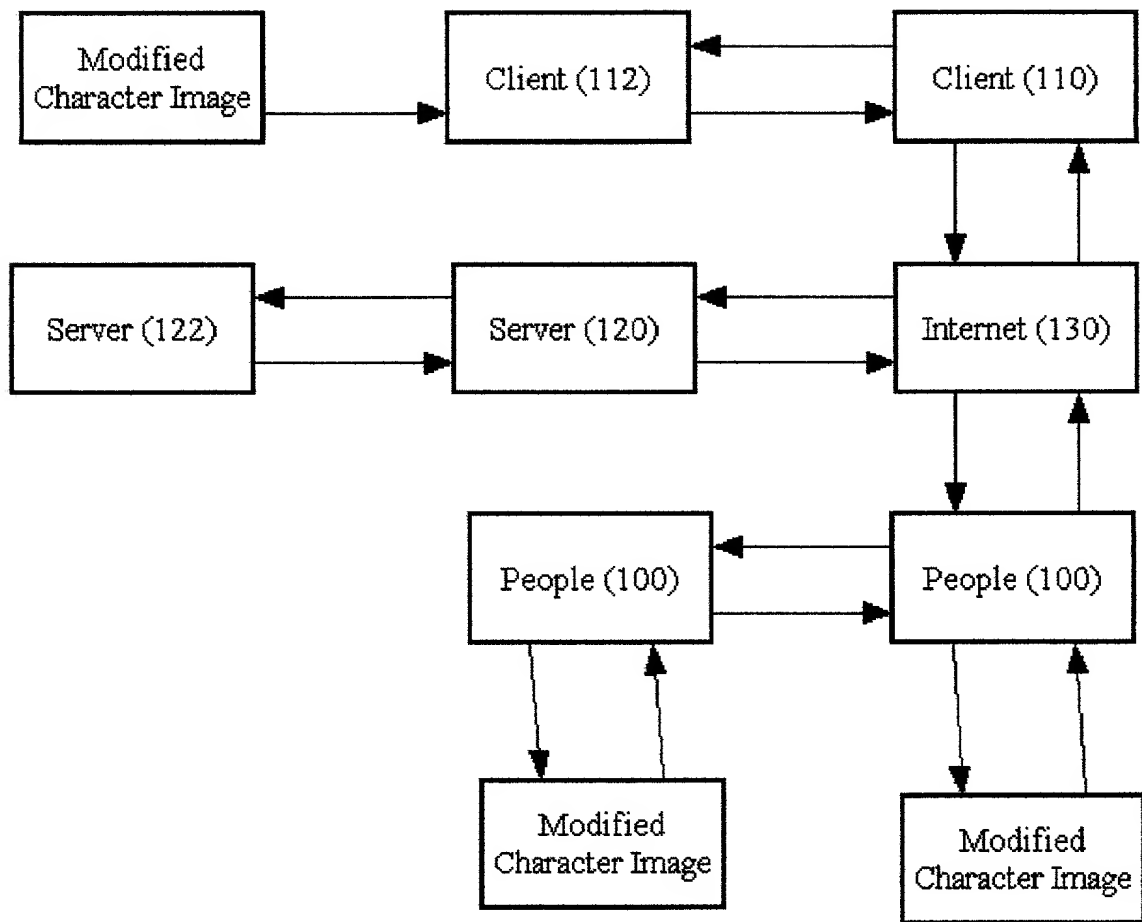 Modified
Character Image
Client (112)
Client (110)
Server (122)
Server (120)
Internet (130)
People (100)
People (100)
Modified
Character Image
Modified
Character Image